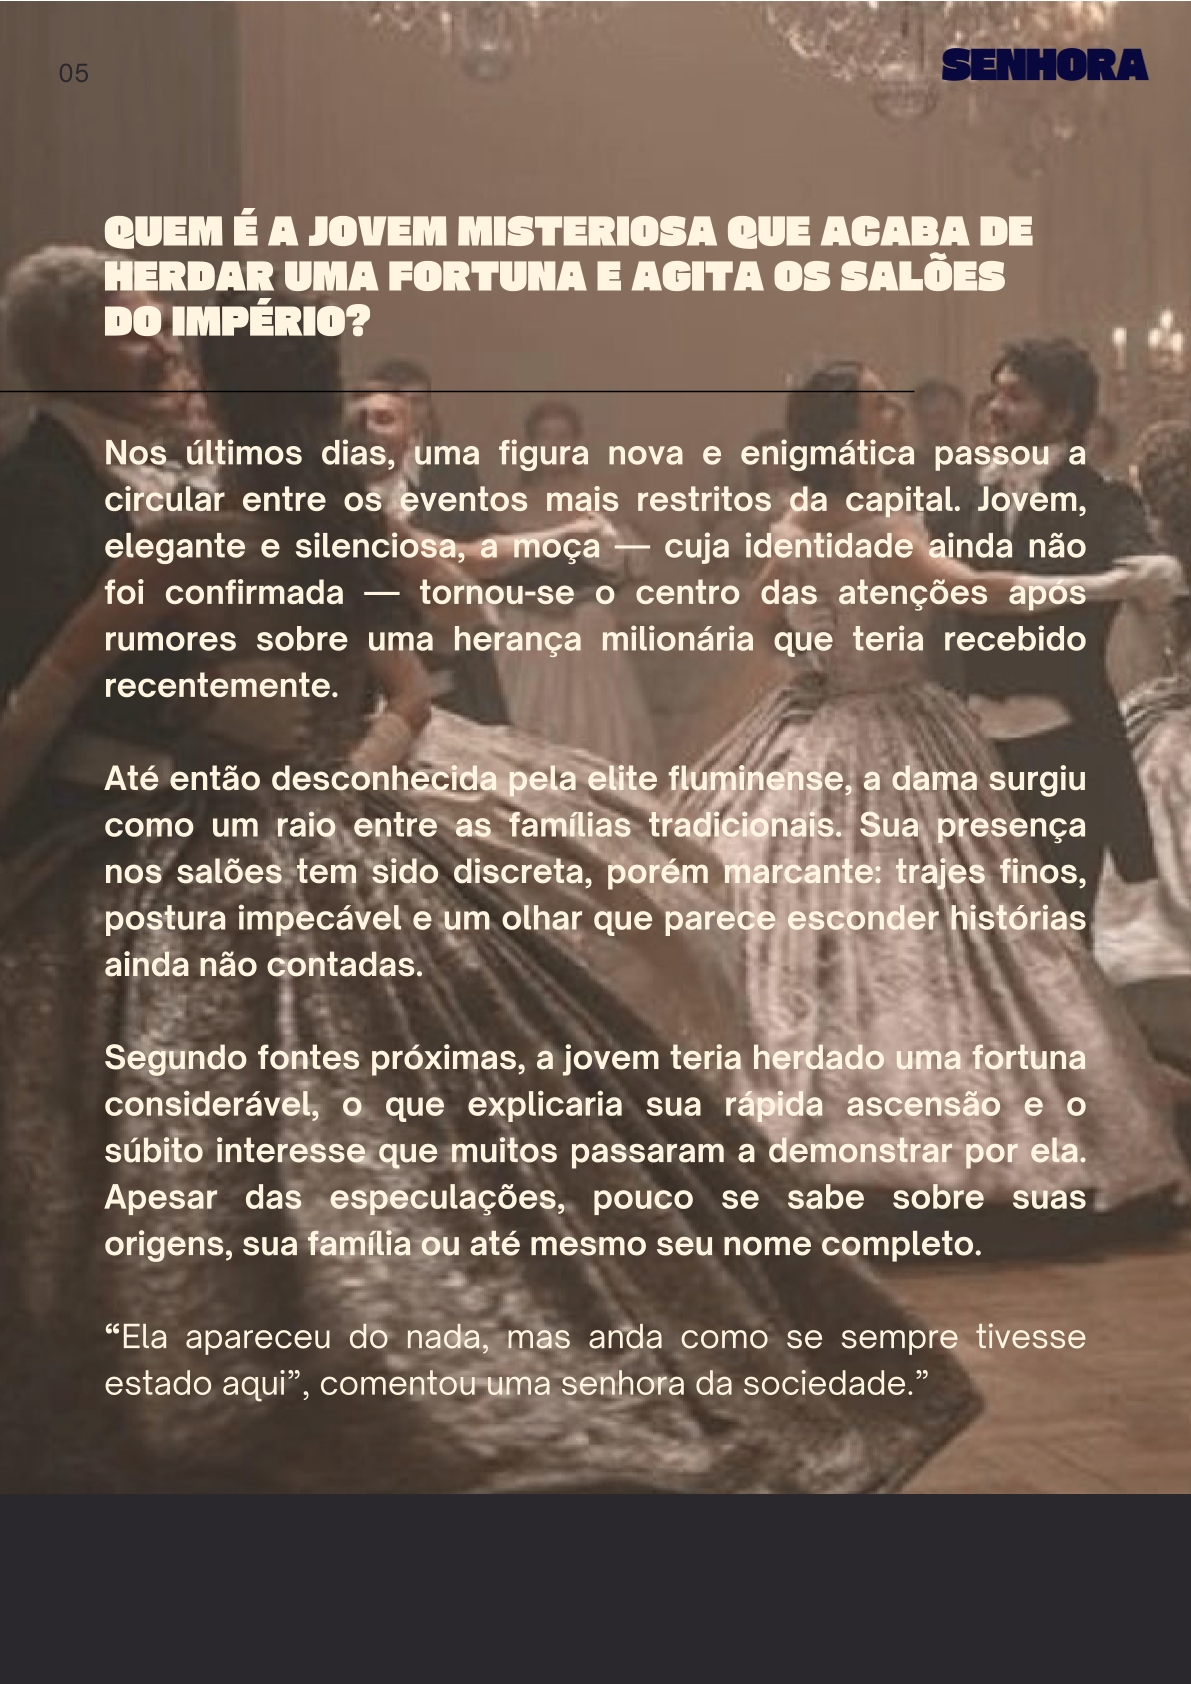 05
SENHORA
QUEM É A JOVEM MISTERIOSA QUE ACABA DE
HERDAR UMA FORTUNA E AGITA OS SALÕES
DO IMPÉRIO?
Nos últimos dias, uma figura nova e enigmática passou a
circular entre os eventos mais restritos da capital. Jovem,
elegante e silenciosa, a moça — cuja identidade ainda não
foi confirmada — tornou-se o centro das atenções após
rumores sobre uma herança milionária que teria recebido
recentemente.
Até então desconhecida pela elite fluminense, a dama surgiu
como um raio entre as famílias tradicionais. Sua presença
nos salões tem sido discreta, porém marcante: trajes finos,
postura impecável e um olhar que parece esconder histórias
ainda não contadas.
Segundo fontes próximas, a jovem teria herdado uma fortuna
considerável, o que explicaria sua rápida ascensão e o
súbito interesse que muitos passaram a demonstrar por ela.
Apesar das especulações, pouco se sabe sobre suas
origens, sua família ou até mesmo seu nome completo.
“Ela apareceu do nada, mas anda como se sempre tivesse
estado aqui”, comentou uma senhora da sociedade.”